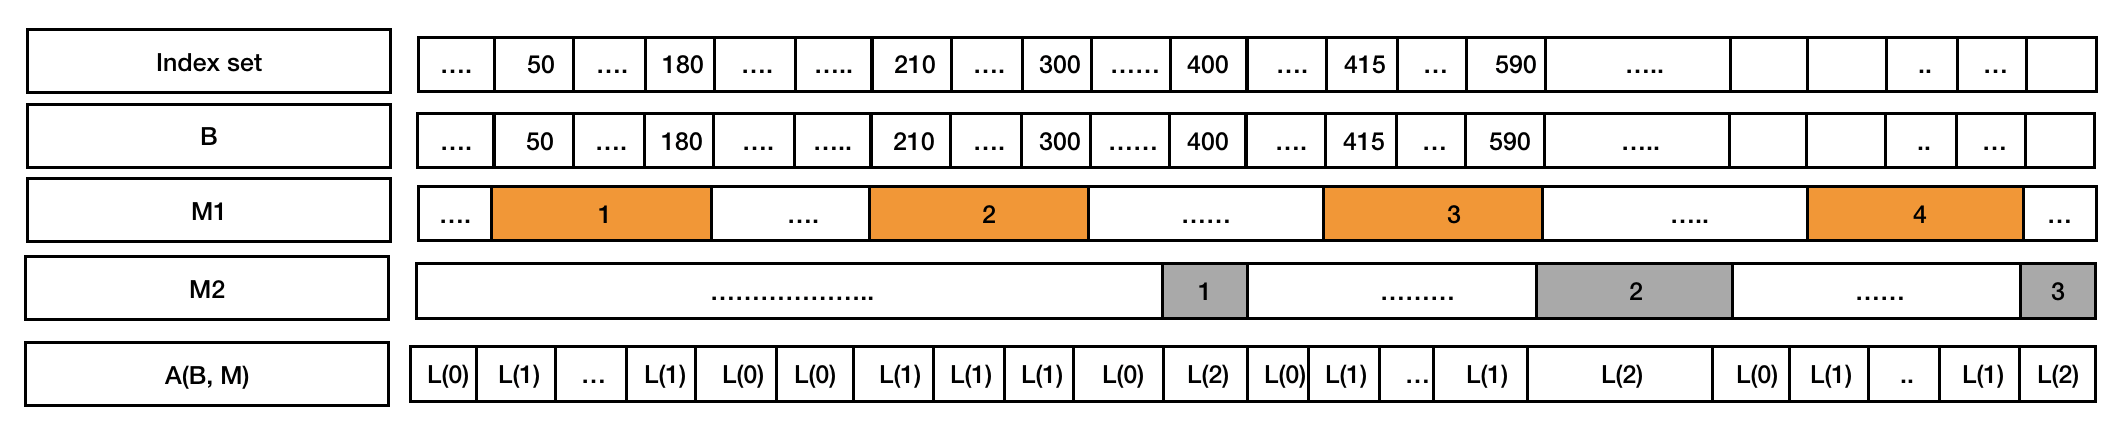 Index set .... 50 .... 180 .... ..... 210 .... 300 ...... 400 .... 415 ... 590 ..... .. ...
B .... 50 .... 180 .... ..... 210 .... 300 ...... 400 .... 415 ... 590 ..... .. ...
M1 .... 1 .... 2 ...... 3 ..... 4 ...
M2 .................... 1 ......... 2 ...... 3
A(B, M) L(0) L(1) ... L(1) L(0) L(0) L(1) L(1) L(1) L(0) L(2) L(0) L(1) ... L(1) L(2) L(0) L(1) .. L(1) L(2)